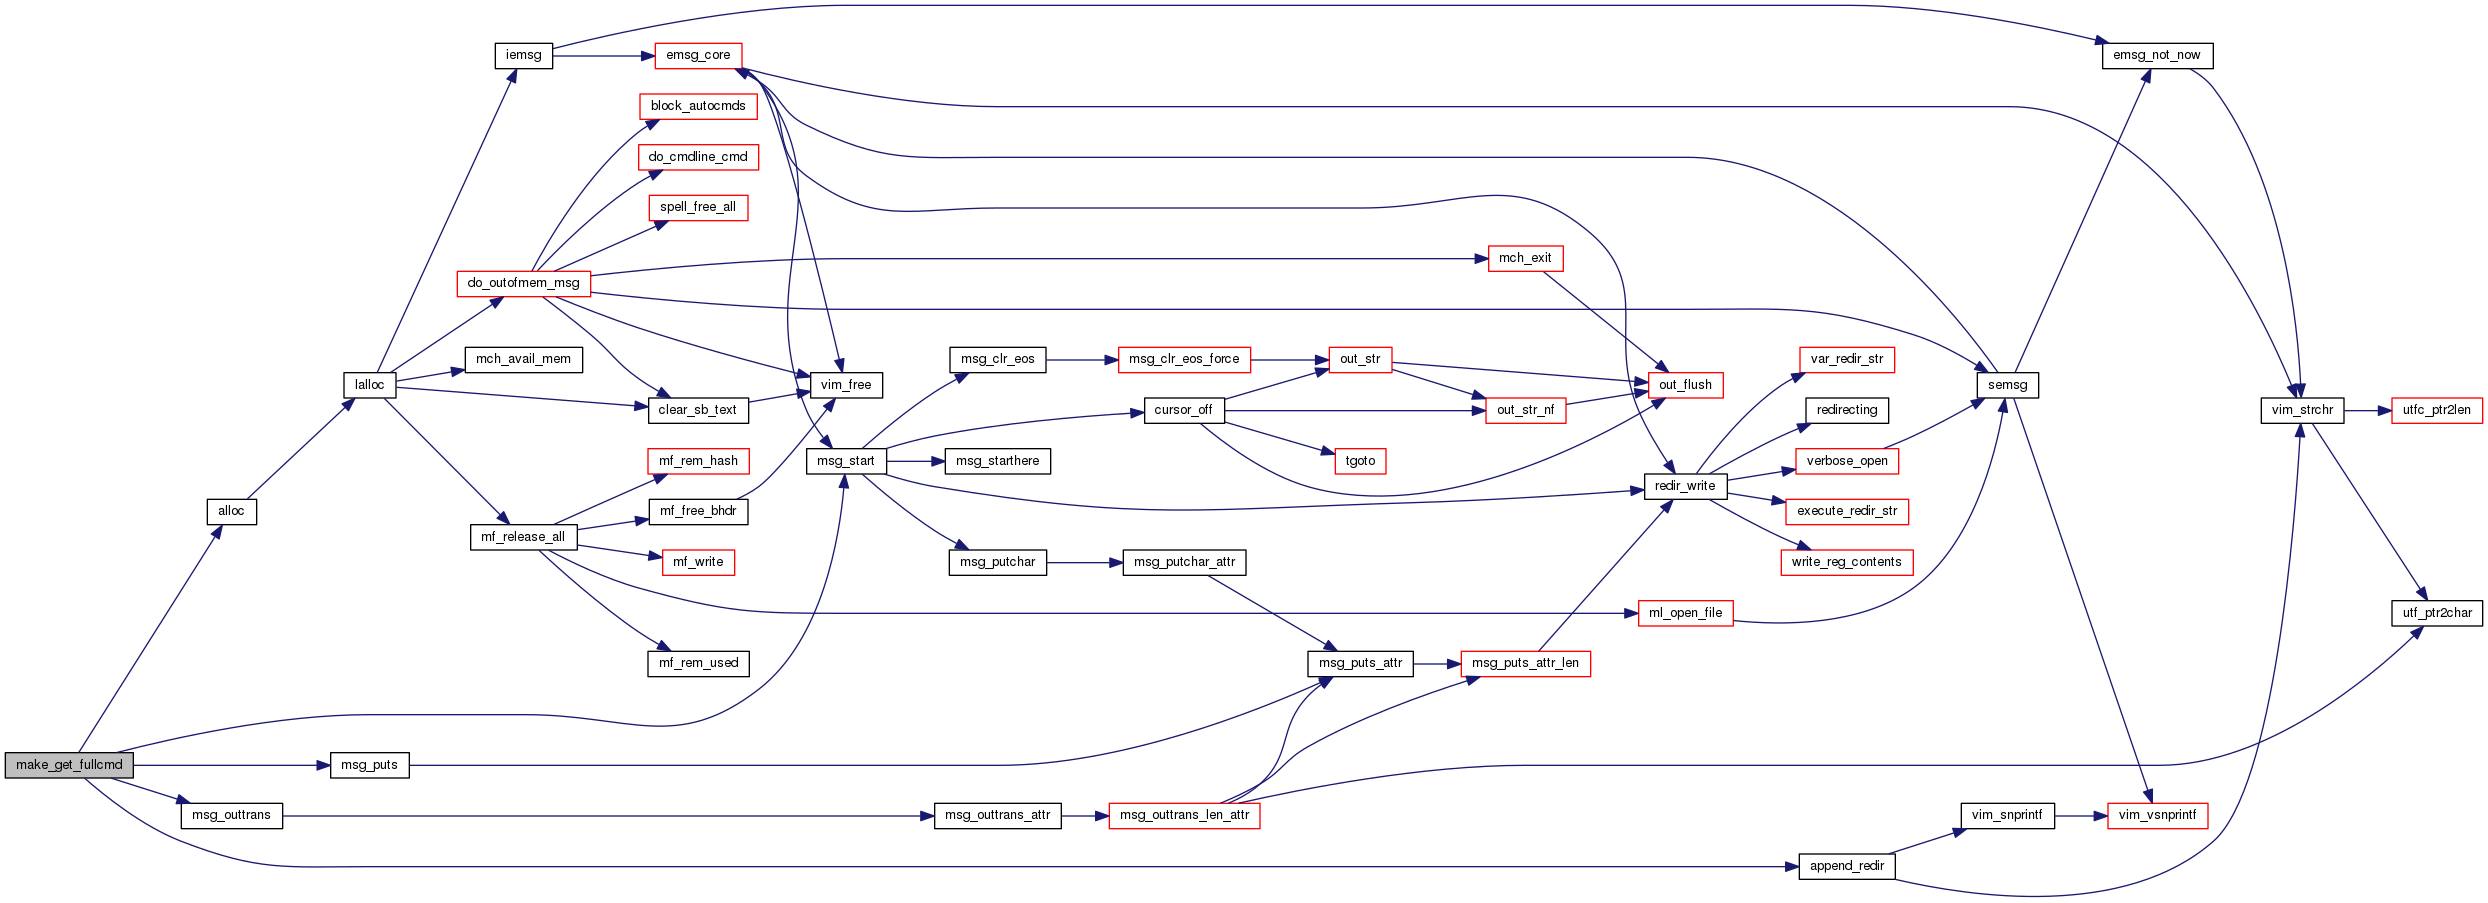 iemsg
emsg_core
emsg_not_now
block_autocmds
do_cmdline_cmd
spell_free_all
mch_exit
do_outofmem_msg
mch_avail_mem
msg_clr_eos
msg_clr_eos_force
out_str
var_redir_str
lalloc
vim_free
out_flush
semsg
clear_sb_text
cursor_off
out_str_nf
redirecting
vim_strchr
utfc_ptr2len
mf_rem_hash
msg_start
msg_starthere
tgoto
verbose_open
redir_write
alloc
mf_free_bhdr
execute_redir_str
mf_release_all
mf_write
msg_putchar
msg_putchar_attr
write_reg_contents
ml_open_file
utf_ptr2char
mf_rem_used
msg_puts_attr
msg_puts_attr_len
make_get_fullcmd
msg_puts
msg_outtrans
msg_outtrans_attr
msg_outtrans_len_attr
vim_snprintf
vim_vsnprintf
append_redir